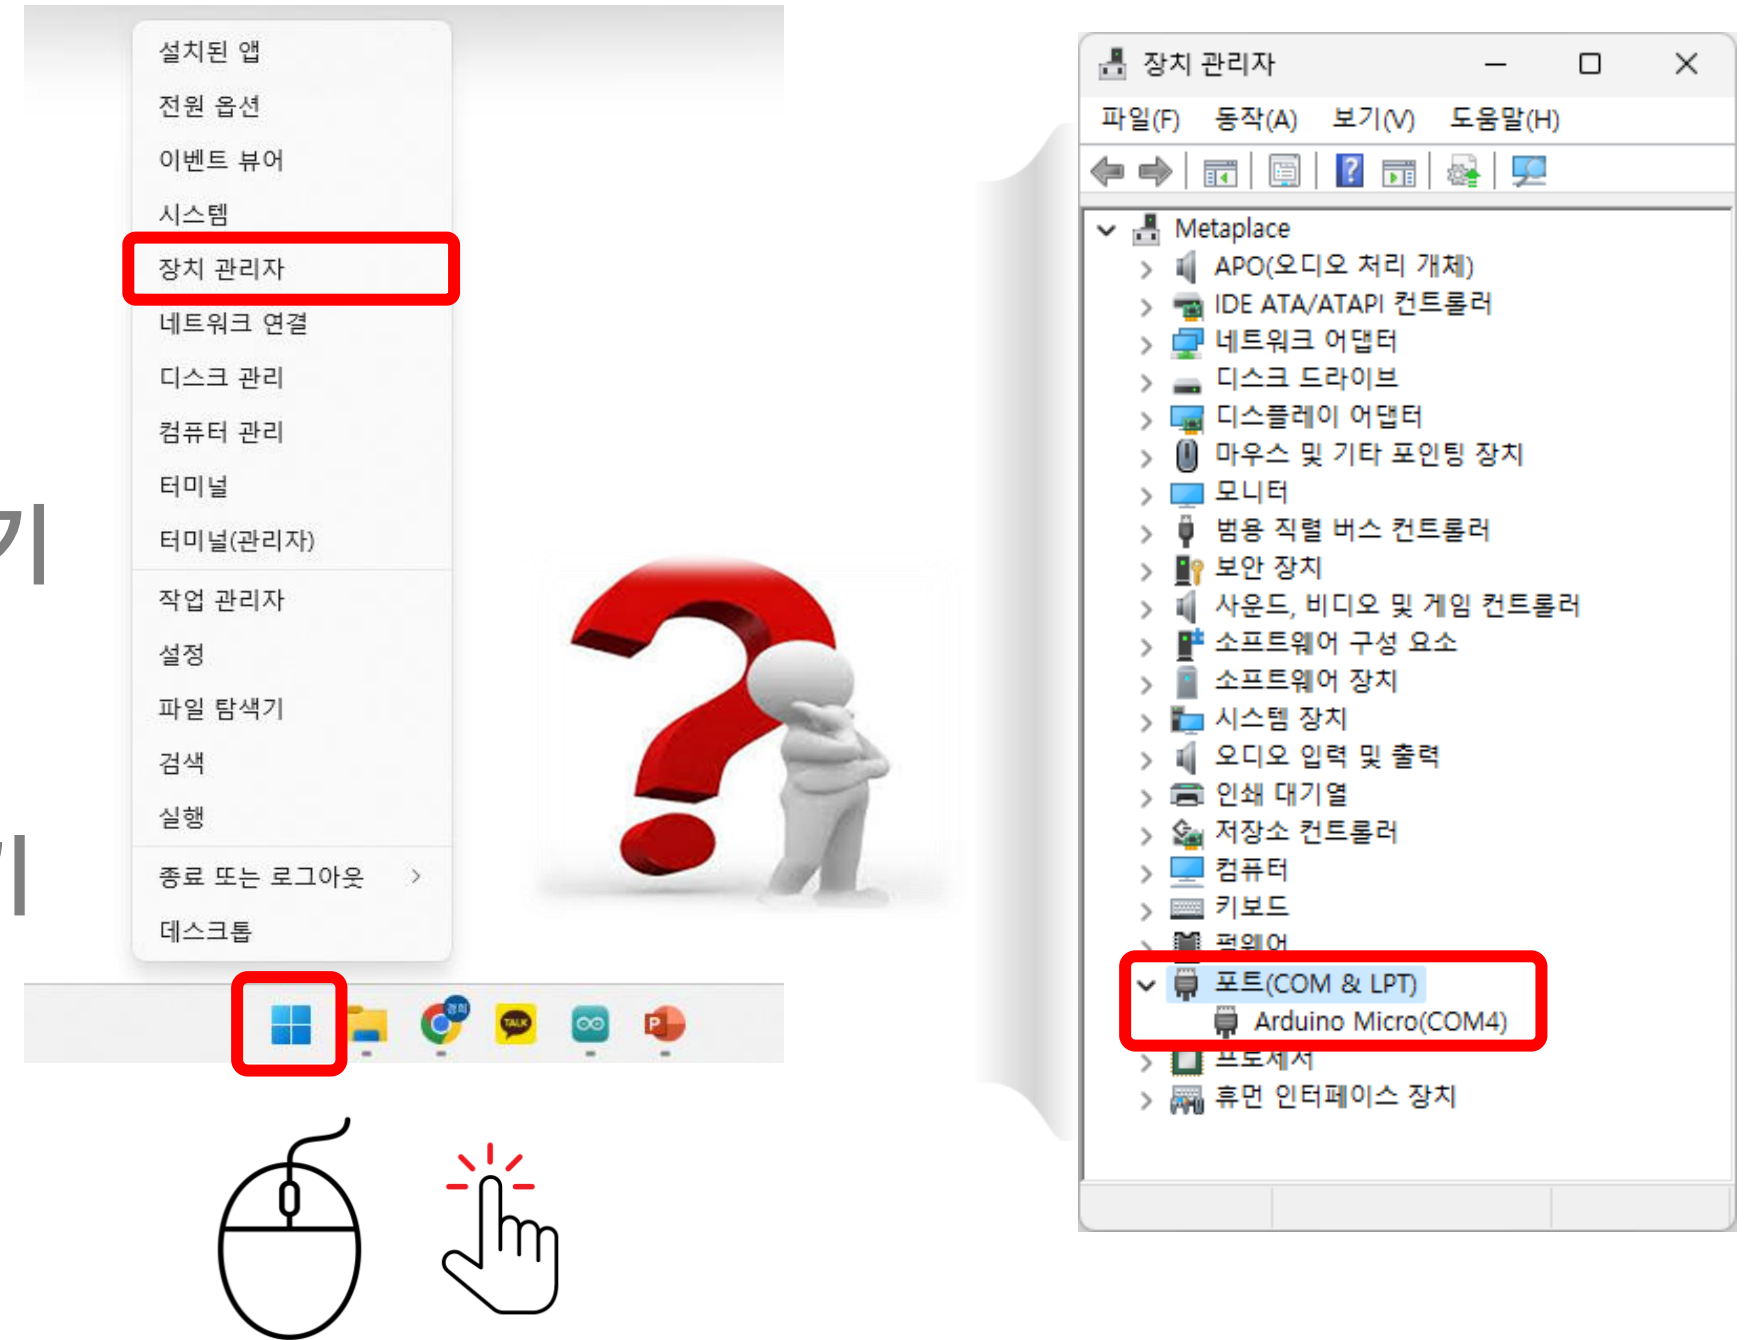 설치된 앱
전원 옵션
이벤트 뷰어
시스템
장치 관리자
네트워크 연결
디스크 관리
컴퓨터 관리
터미널
터미널(관리자)
작업 관리자
설정
파일 탐색기
검색
실행
종료 또는 로그아웃
데스크톱
기
기
경희
TALK
P
장치 관리자
파일(F) 동작(A) 보기(V) 도움말(H)
Metaplace
APO(오디오 처리 개체)
IDE ATA/ATAPI 컨트롤러
네트워크 어댑터
디스크 드라이브
디스플레이 어댑터
마우스 및 기타 포인팅 장치
모니터
범용 직렬 버스 컨트롤러
보안 장치
사운드, 비디오 및 게임 컨트롤러
소프트웨어 구성 요소
소프트웨어 장치
시스템 장치
오디오 입력 및 출력
인쇄 대기열
저장소 컨트롤러
컴퓨터
키보드
펌웨어
포트(COM & LPT)
Arduino Micro(COM4)
프로세서
휴먼 인터페이스 장치